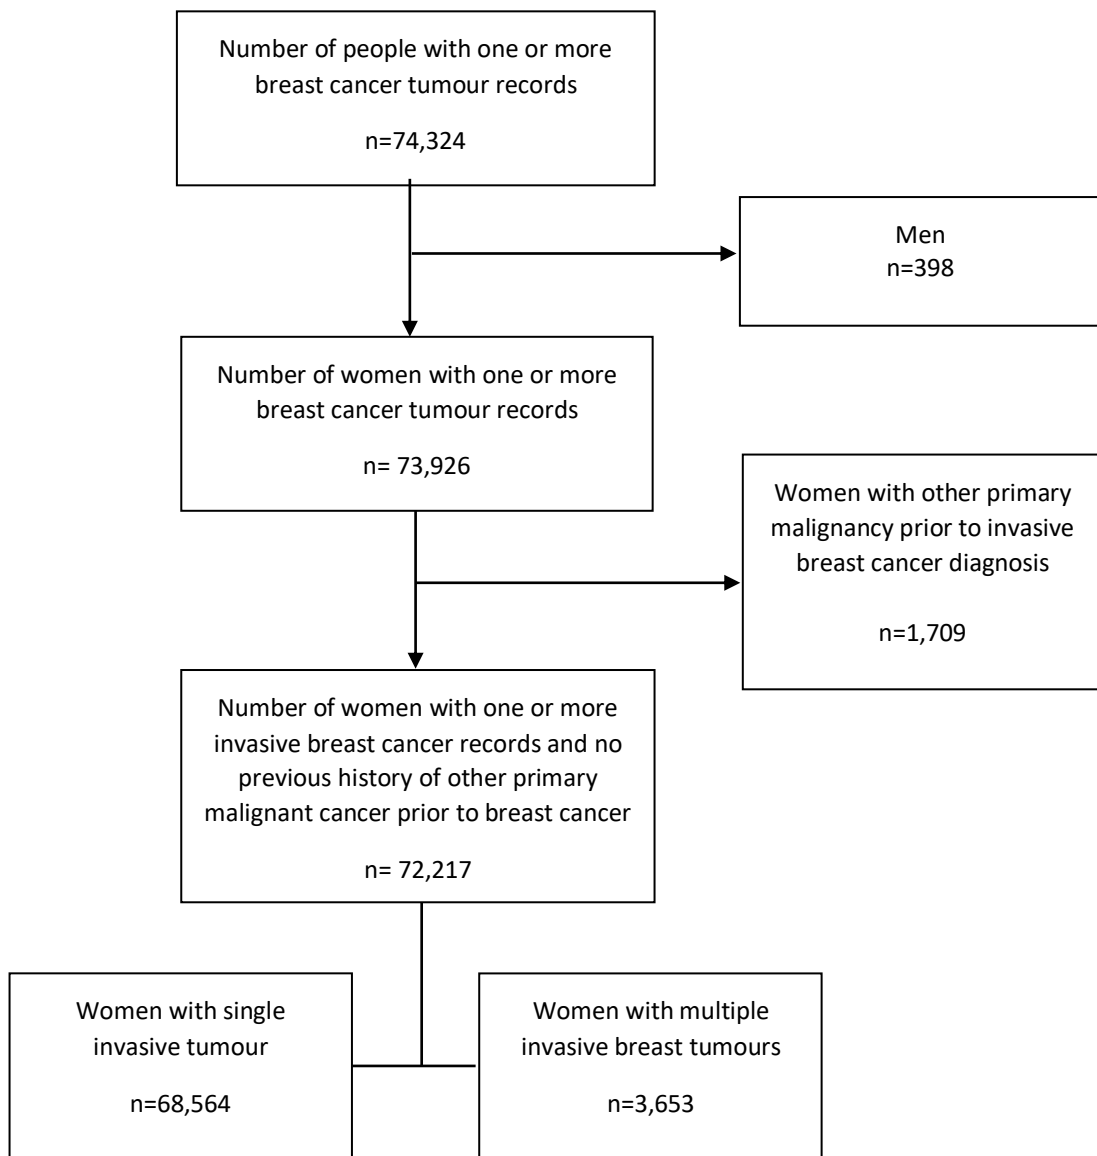 Number of people with one or more
breast cancer tumour records
n=74,324
Men
n=398
Number of women with one or more
breast cancer tumour records
n= 73,926
Women with other primary
malignancy prior to invasive
breast cancer diagnosis
n=1,709
Number of women with one or more
invasive breast cancer records and no
previous history of other primary
malignant cancer prior to breast cancer
n= 72,217
Women with single
invasive tumour
n=68,564
Women with multiple
invasive breast tumours
n=3,653